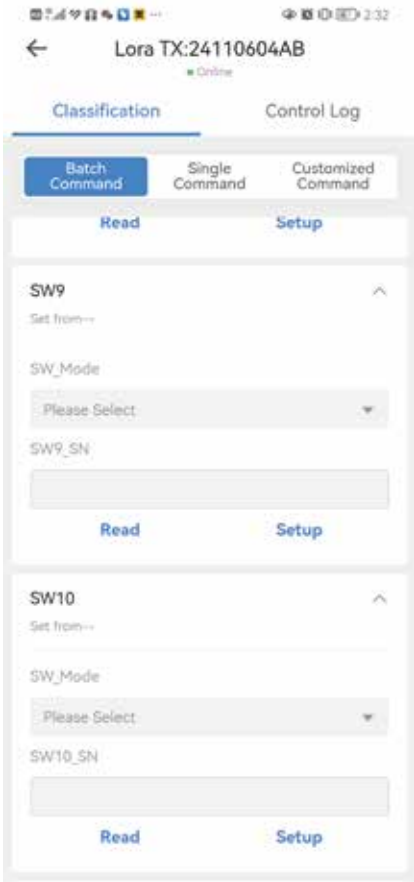 2:32
Lora TX:24110604AB
Online
Classification
Control Log
Batch Command
Single Command
Customized Command
Read
Setup
SW9
Set from--
SW_Mode
Please Select
SW9_SN
Read
Setup
SW10
Set from--
SW_Mode
Please Select
SW10_SN
Read
Setup